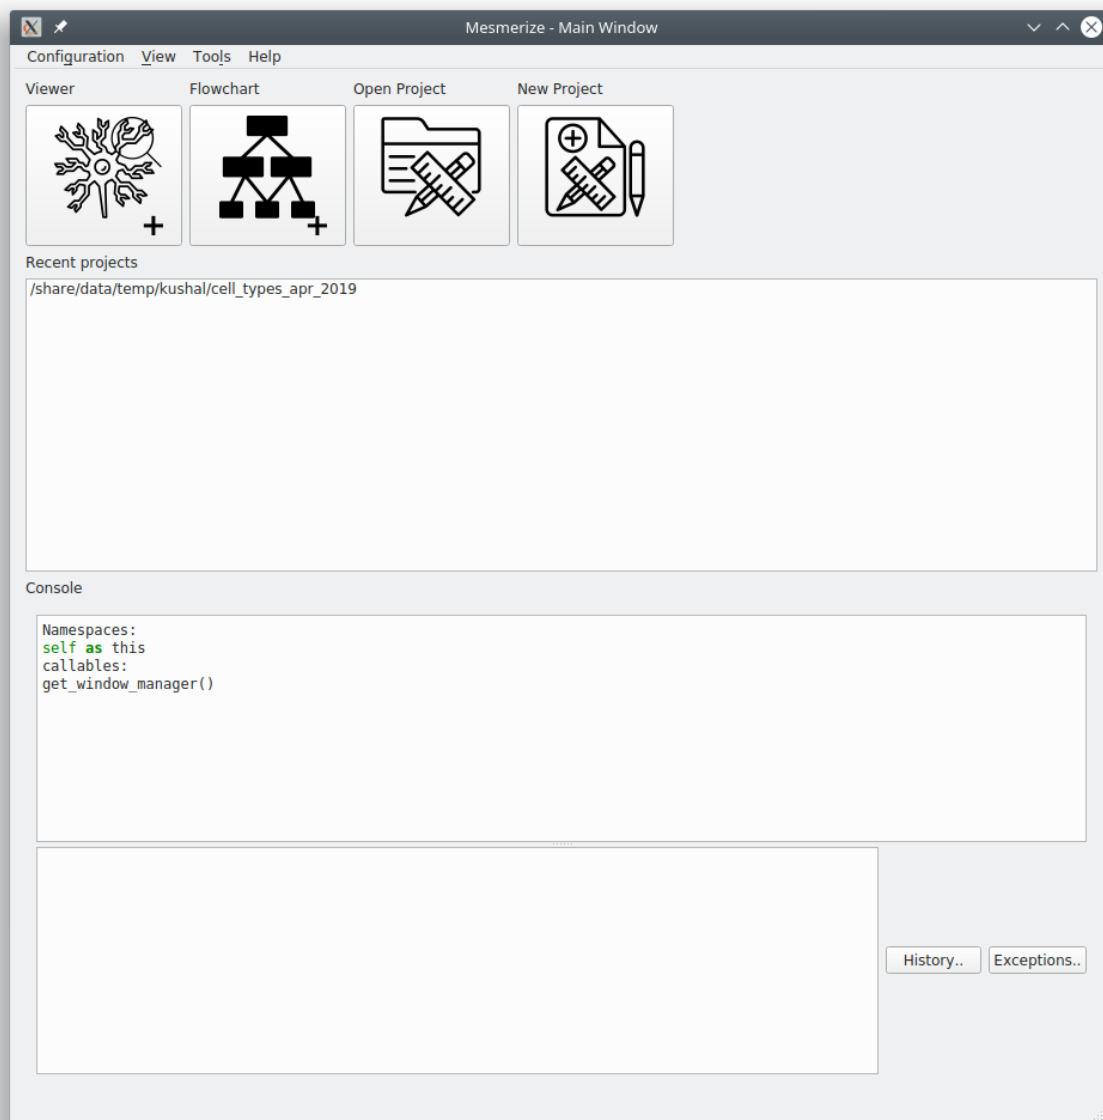 Mesmerize - Main Window
Configuration View Tools Help
Viewer Flowchart Open Project New Project
Recent projects
/share/data/temp/kushal/cell_types_apr_2019
Console
Namespaces:
self as this
callables:
get_window_manager()
History.. Exceptions..